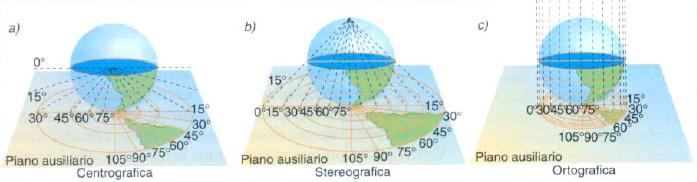 a)
0°
15°
30° 45° 60° 75°
15°
30°
45°
60°
75°
90°
105°
Piano ausiliario
Centrografica
b)
0° 15° 30° 45° 60° 75°
15°
30°
45°
60°
75°
90°
105°
Piano ausiliario
Stereografica
c)
0° 30° 45° 60° 75°
15°
30°
45°
60°
75°
90°
105°
Piano ausiliario
Ortografica